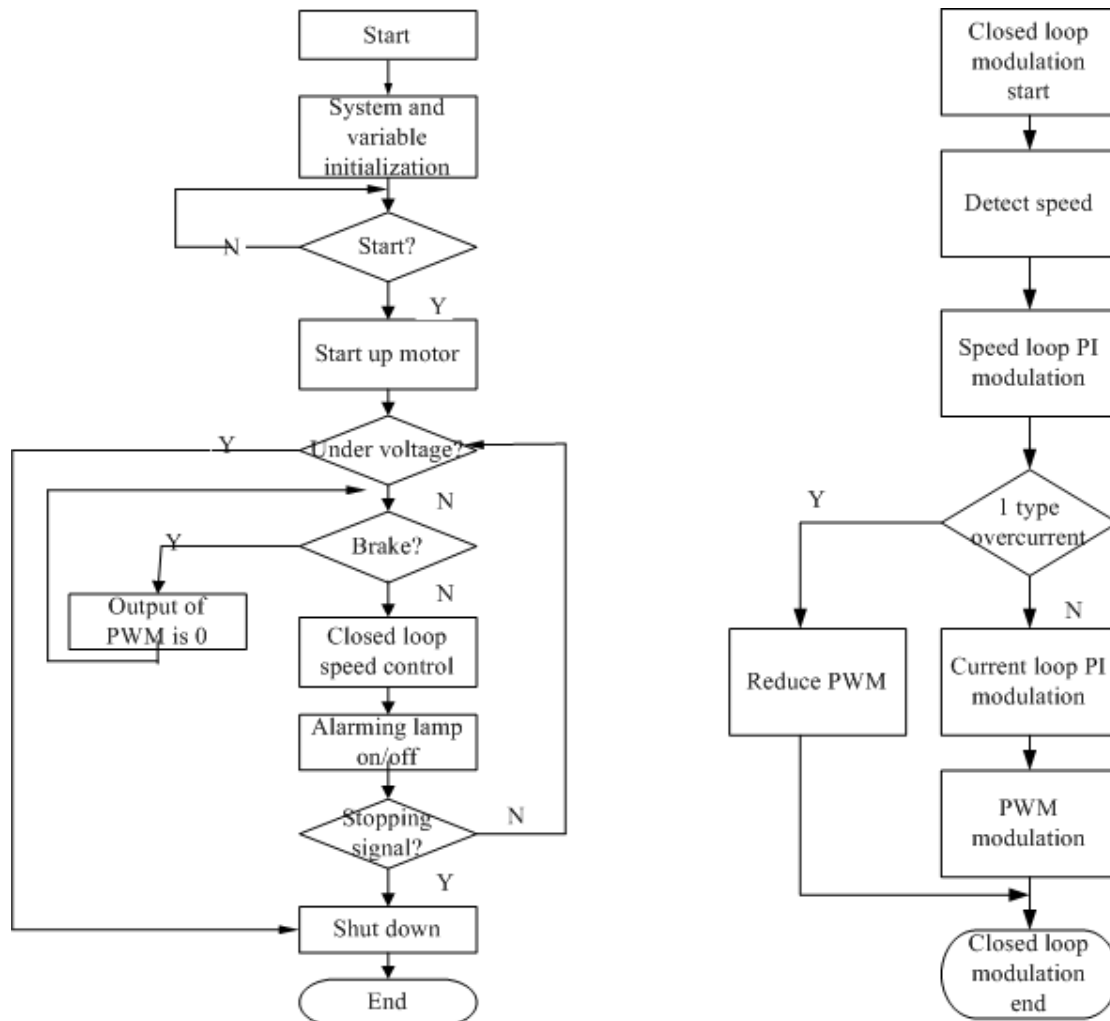 Start
System and
variable
initialization
Start?
N
Y
Start up motor
Under voltage?
Y
N
Brake?
Y
N
Output of
PWM is 0
Closed loop
speed control
Alarming lamp
on/off
Stopping
signal?
N
Y
Shut down
End
Closed loop
modulation
start
Detect speed
Speed loop PI
modulation
1 type
overcurrent
Y
N
Reduce PWM
Current loop PI
modulation
PWM
modulation
Closed loop
modulation
end